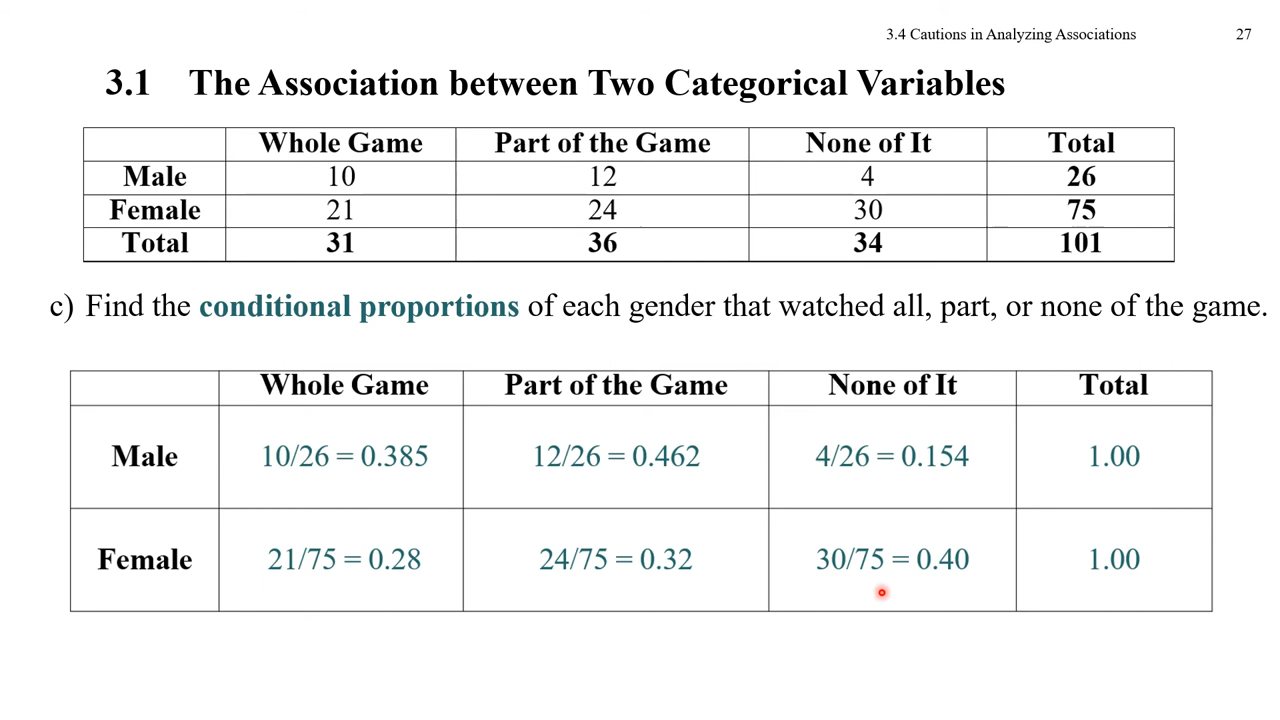 3.4 Cautions in Analyzing Associations 27
3.1 The Association between Two Categorical Variables
Whole Game Part of the Game None of It Total
Male 10 12 4 26
Female 21 24 30 75
Total 31 36 34 101
c) Find the conditional proportions of each gender that watched all, part, or none of the game.
Whole Game Part of the Game None of It Total
Male 10/26 = 0.385 12/26 = 0.462 4/26 = 0.154 1.00
Female 21/75 = 0.28 24/75 = 0.32 30/75 = 0.40 1.00